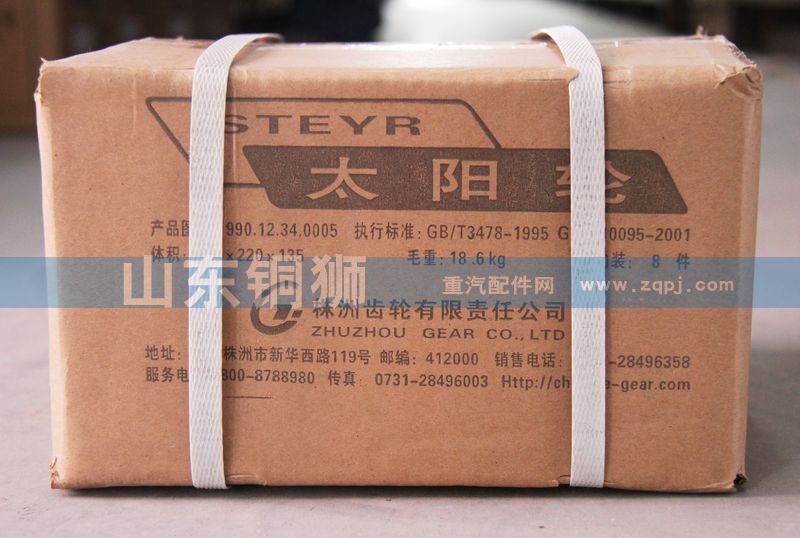 STEYR
太阳轮
产品图 990.12.34.0005 执行标准: GB/T3478-1995 G 0095-2001
体积: ×220×135 毛重: 18.6kg 装: 8 件
山东铜狮 重汽配件网 www.zqpj.com
株洲齿轮有限责任公司
ZHUZHOU GEAR CO.,LTD
地址: 株洲市新华西路119号 邮编: 412000 销售电话: -28496358
服务电 800-8788980 传真: 0731-28496003 Http://ch e-gear.com